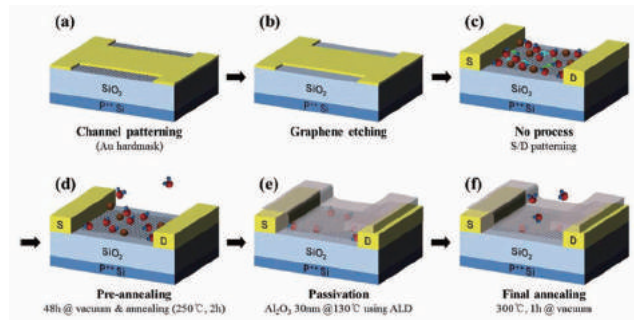 (a)
SiO₂
P⁺⁺ Si
Channel patterning
(Au hardmask)
(b)
SiO₂
P⁺⁺ Si
Graphene etching
(c)
S
D
SiO₂
P⁺⁺ Si
No process
S/D patterning
(d)
S
D
SiO₂
P⁺⁺ Si
Pre-annealing
48h @ vacuum & annealing (250℃, 2h)
(e)
S
D
SiO₂
P⁺⁺ Si
Passivation
Al₂O₃ 30nm @130℃ using ALD
(f)
S
D
SiO₂
P⁺⁺ Si
Final annealing
300℃, 1h @ vacuum